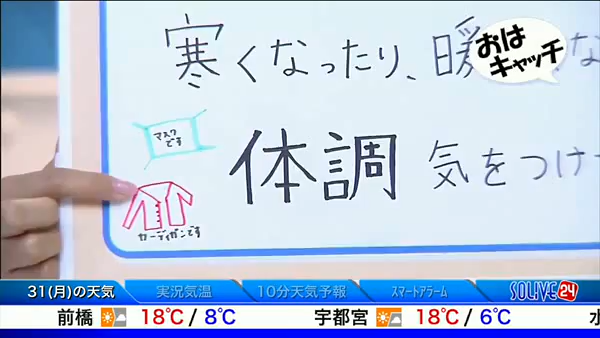 寒くなったり、暖
おは
キャッチ
な
マスク
です
体調 気をつけ
カーディガンです
31(月)の天気 実況気温 10分天気予報 スマートアラーム SOLiVE24
前橋 18℃ / 8℃ 宇都宮 18℃ / 6℃ 水